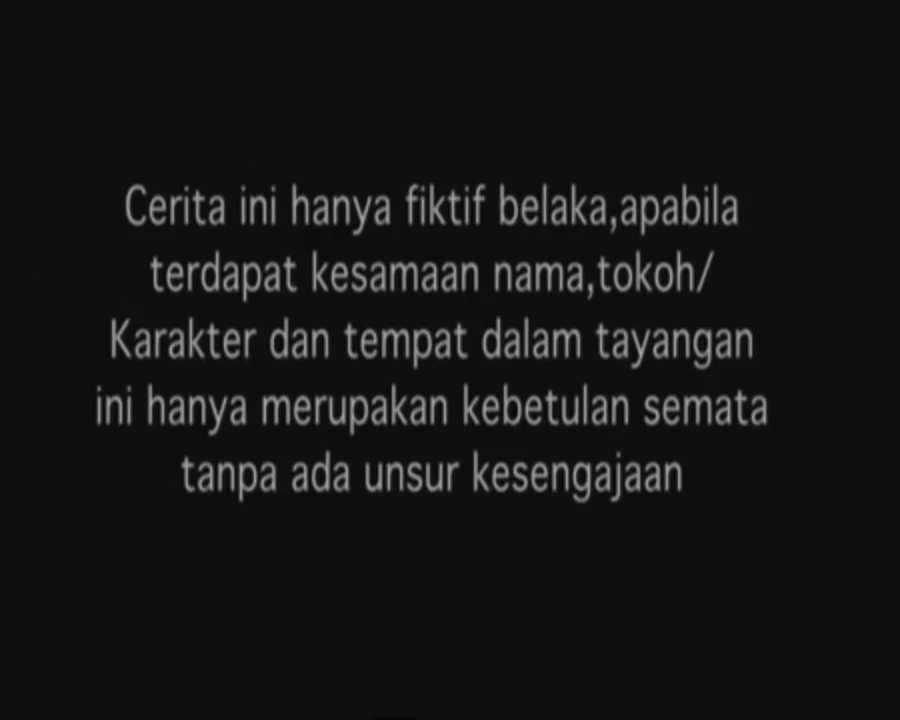 Cerita ini hanya fiktif belaka,apabila
terdapat kesamaan nama,tokoh/
Karakter dan tempat dalam tayangan
ini hanya merupakan kebetulan semata
tanpa ada unsur kesengajaan